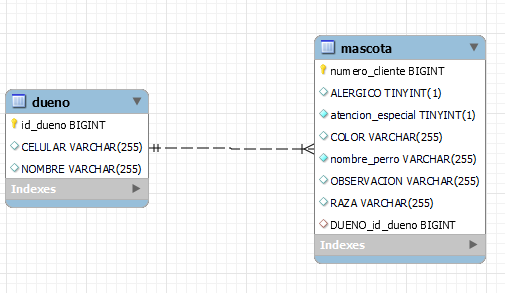 dueno
id_dueno BIGINT
CELULAR VARCHAR(255)
NOMBRE VARCHAR(255)
Indexes
mascota
numero_cliente BIGINT
ALERGICO TINYINT(1)
atencion_especial TINYINT(1)
COLOR VARCHAR(255)
nombre_perro VARCHAR(255)
OBSERVACION VARCHAR(255)
RAZA VARCHAR(255)
DUENO_id_dueno BIGINT
Indexes